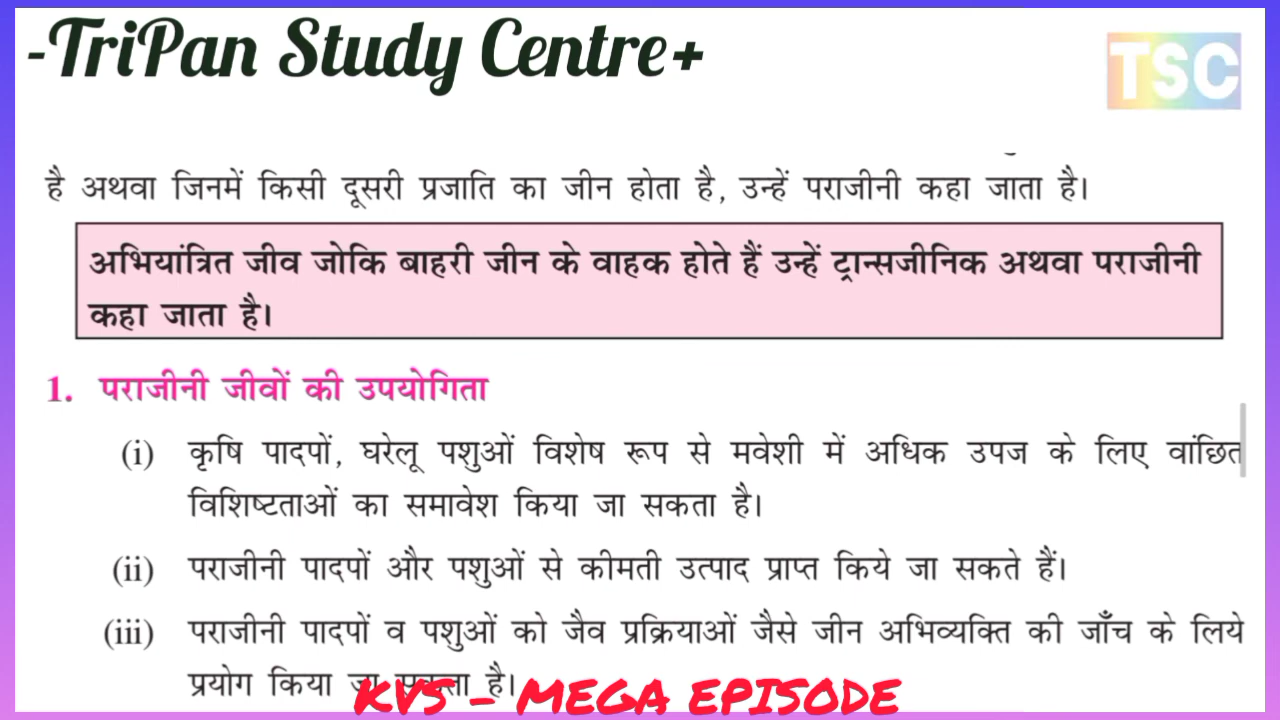 -TriPan Study Centre+
TSC
है अथवा जिनमें किसी दूसरी प्रजाति का जीन होता है, उन्हें पराजीनी कहा जाता है।
अभियांत्रित जीव जोकि बाहरी जीन के वाहक होते हैं उन्हें ट्रान्सजीनिक अथवा पराजीनी
कहा जाता है।
1. पराजीनी जीवों की उपयोगिता
(i) कृषि पादपों, घरेलू पशुओं विशेष रूप से मवेशी में अधिक उपज के लिए वांछित
विशिष्टताओं का समावेश किया जा सकता है।
(ii) पराजीनी पादपों और पशुओं से कीमती उत्पाद प्राप्त किये जा सकते हैं।
(iii) पराजीनी पादपों व पशुओं को जैव प्रक्रियाओं जैसे जीन अभिव्यक्ति की जाँच के लिये
प्रयोग किया जा सकता है।
KVS - MEGA EPISODE